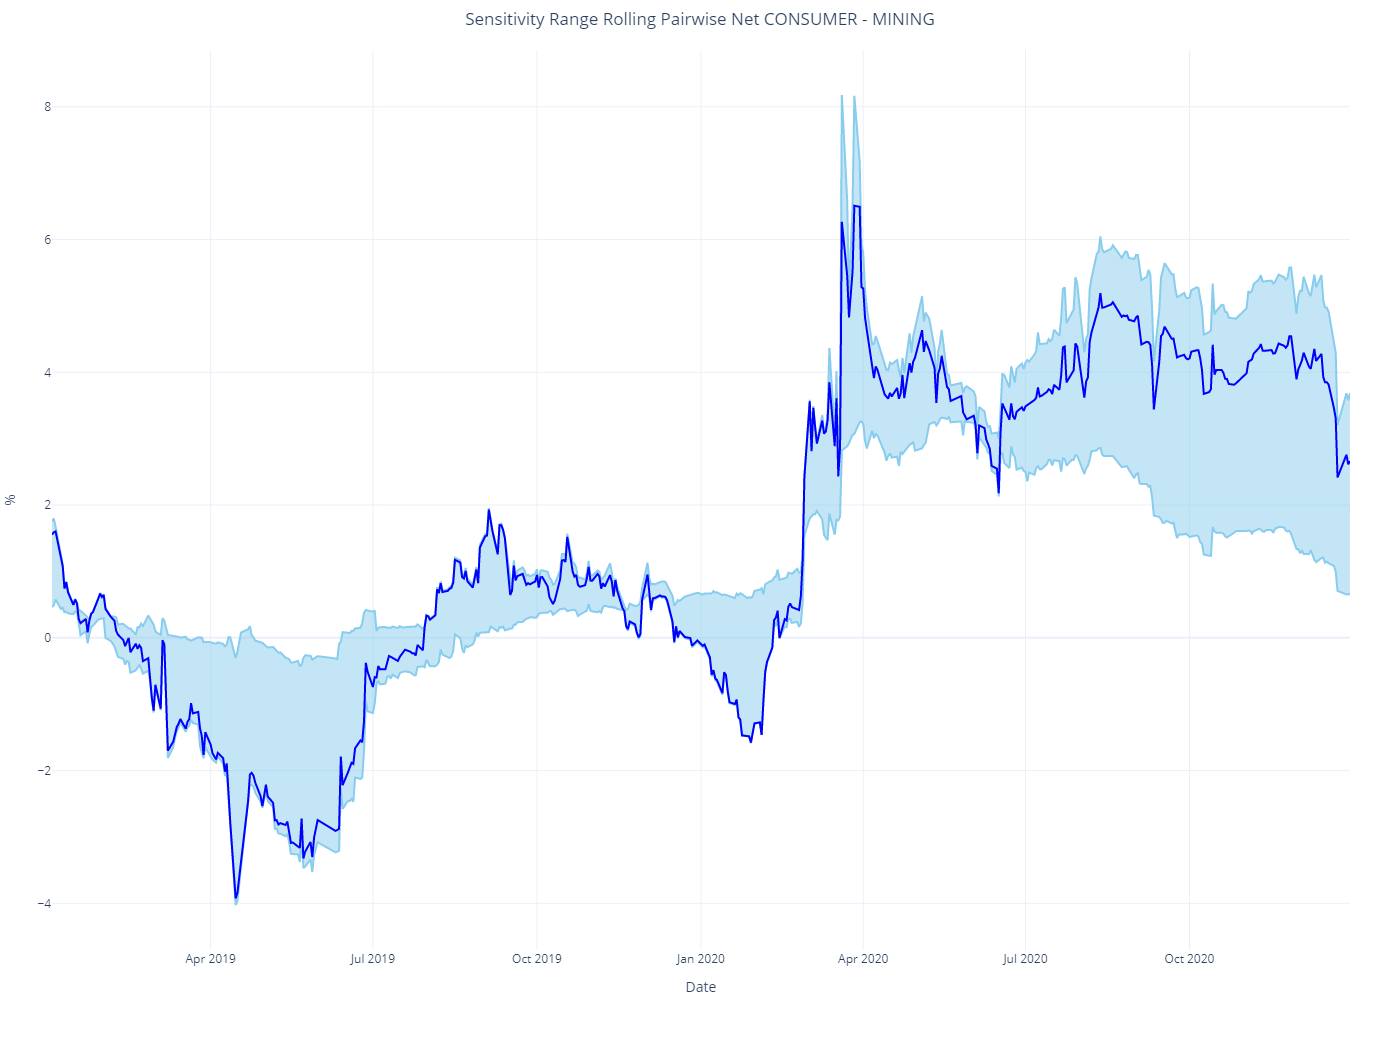 Sensitivity Range Rolling Pairwise Net CONSUMER - MINING
8
6
4
2
0
−2
−4
%
Apr 2019 Jul 2019 Oct 2019 Jan 2020 Apr 2020 Jul 2020 Oct 2020
Date